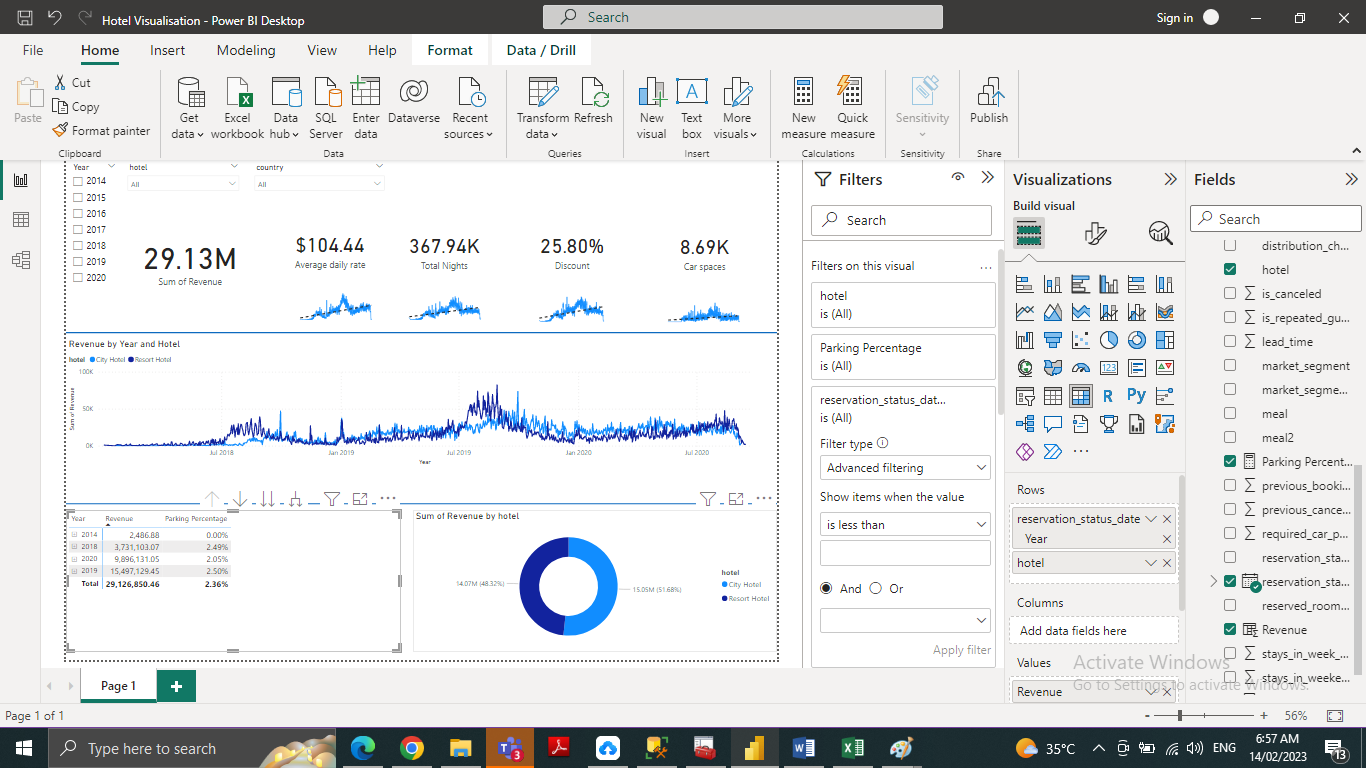 Hotel Visualisation - Power BI Desktop
Search
Sign in
File Home Insert Modeling View Help Format Data / Drill
Paste
Cut
Copy
Format painter
Clipboard
Get data
Excel workbook
Data hub
SQL Server
Enter data
Dataverse
Recent sources
Data
Transform data
Refresh
Queries
New visual
Text box
More visuals
Insert
New measure
Quick measure
Calculations
Sensitivity
Sensitivity
Publish
Share
Year
2014
2015
2016
2017
2018
2019
2020
hotel
All
country
All
29.13M
Sum of Revenue
$104.44
Average daily rate
367.94K
Total Nights
25.80%
Discount
8.69K
Car spaces
Revenue by Year and Hotel
hotel City Hotel Resort Hotel
100K
50K
0K
Sum of Revenue
Jul 2018 Jan 2019 Jul 2019 Jan 2020 Jul 2020
Year
Year Revenue Parking Percentage
2014 2,486.88 0.00%
2018 3,731,103.07 2.49%
2020 9,896,131.05 2.05%
2019 15,497,129.45 2.50%
Total 29,126,850.46 2.36%
Sum of Revenue by hotel
14.07M (48.32%)
15.05M (51.68%)
hotel
City Hotel
Resort Hotel
Page 1
Page 1 of 1
Filters
Search
Filters on this visual
hotel
is (All)
Parking Percentage
is (All)
reservation_status_dat...
is (All)
Filter type
Advanced filtering
Show items when the value
is less than
And Or
Apply filter
Visualizations
Build visual
123
R
Py
Rows
reservation_status_date
Year
hotel
Columns
Add data fields here
Values
Revenue
Fields
Search
distribution_ch...
hotel
is_canceled
is_repeated_gu...
lead_time
market_segment
market_segme...
meal
meal2
Parking Percent...
previous_booki...
previous_cance...
required_car_p...
reservation_sta...
reservation_sta...
reserved_room...
Revenue
stays_in_week_...
stays_in_weeke...
Activate Windows
Go to Settings to activate Windows.
- + 56%
Type here to search
3
35°C
ENG
6:57 AM
14/02/2023
13